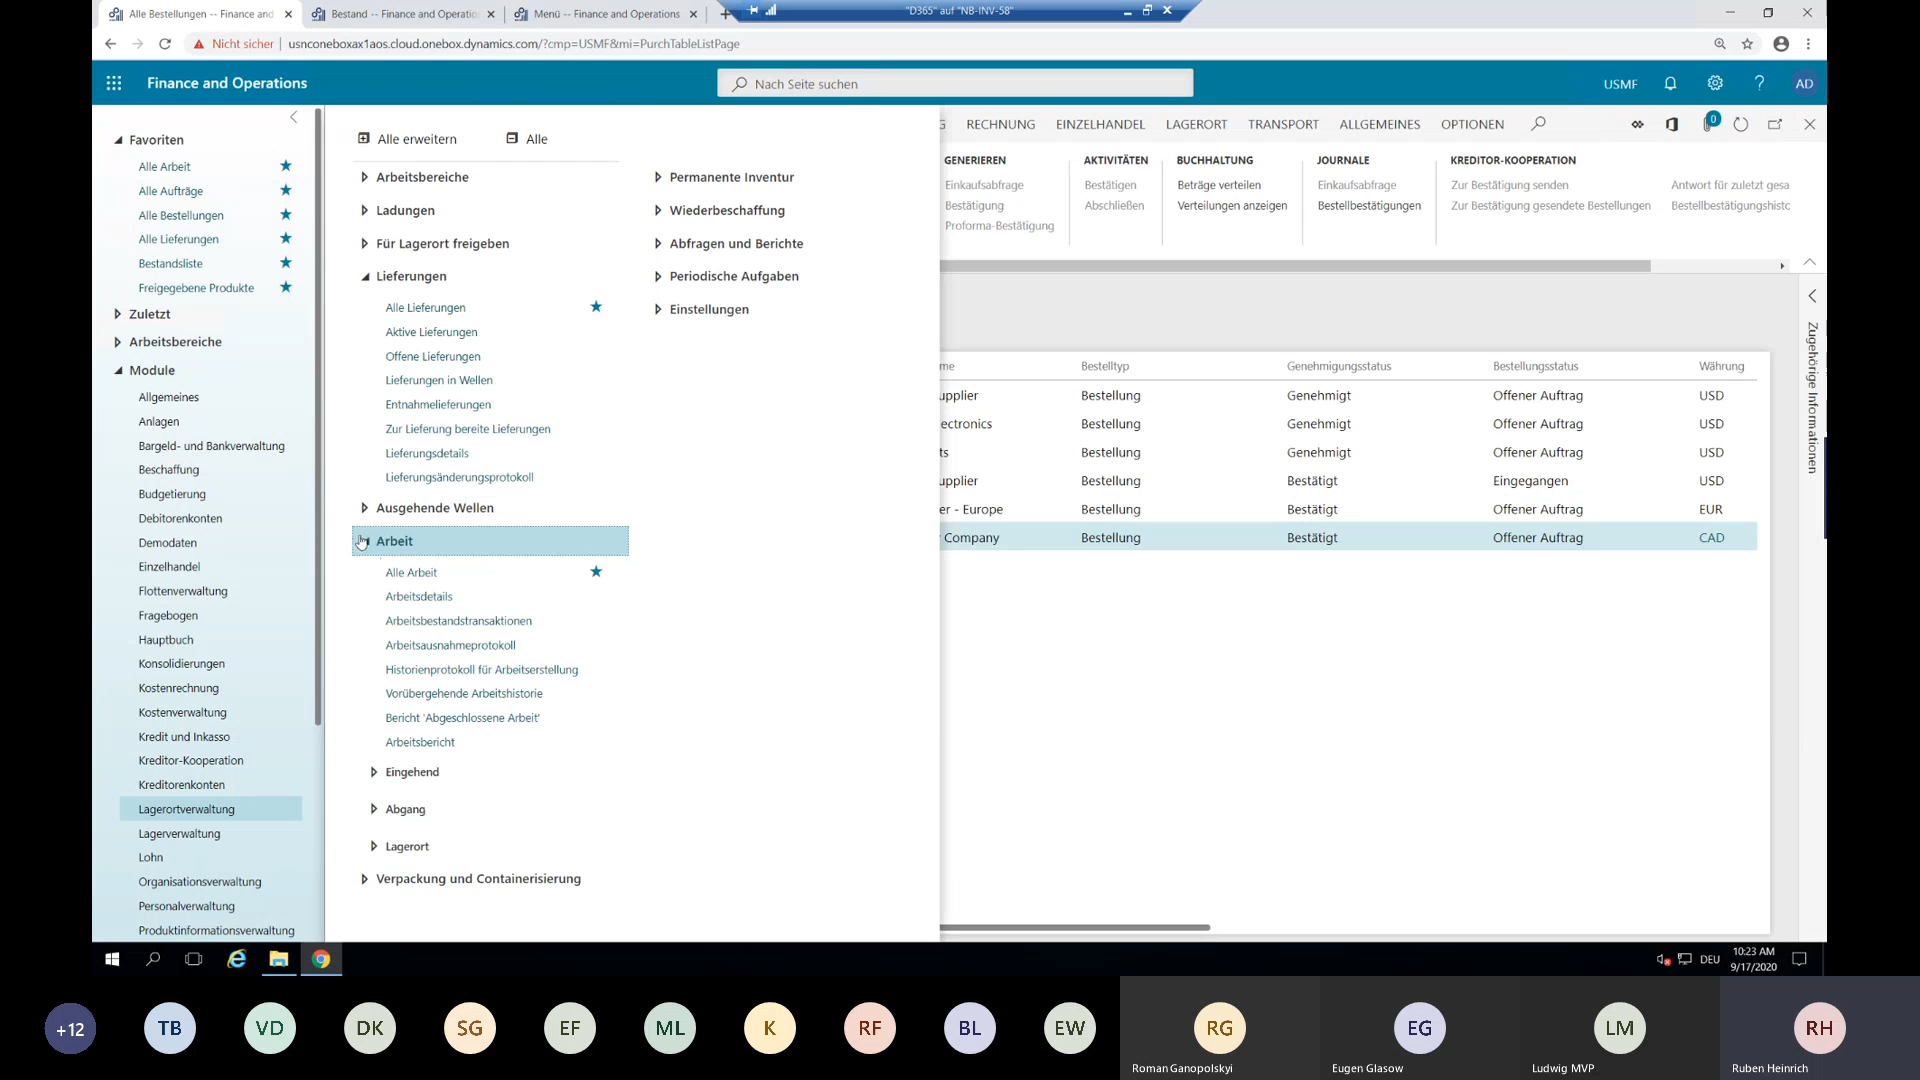 Alle Bestellungen -- Finance and
Bestand -- Finance and Operatio
Menü -- Finance and Operations
"D365" auf "NB-INV-58"
Nicht sicher
usnconeboxax1aos.cloud.onebox.dynamics.com/?cmp=USMF&mi=PurchTableListPage
Finance and Operations
Nach Seite suchen
USMF
AD
Favoriten
Alle Arbeit
Alle Aufträge
Alle Bestellungen
Alle Lieferungen
Bestandsliste
Freigegebene Produkte
Zuletzt
Arbeitsbereiche
Module
Allgemeines
Anlagen
Bargeld- und Bankverwaltung
Beschaffung
Budgetierung
Debitorenkonten
Demodaten
Einzelhandel
Flottenverwaltung
Fragebogen
Hauptbuch
Konsolidierungen
Kostenrechnung
Kostenverwaltung
Kredit und Inkasso
Kreditor-Kooperation
Kreditorenkonten
Lagerortverwaltung
Lagerverwaltung
Lohn
Organisationsverwaltung
Personalverwaltung
Produktinformationsverwaltung
Alle erweitern
Alle
Arbeitsbereiche
Ladungen
Für Lagerort freigeben
Lieferungen
Alle Lieferungen
Aktive Lieferungen
Offene Lieferungen
Lieferungen in Wellen
Entnahmelieferungen
Zur Lieferung bereite Lieferungen
Lieferungsdetails
Lieferungsänderungsprotokoll
Ausgehende Wellen
Arbeit
Alle Arbeit
Arbeitsdetails
Arbeitsbestandstransaktionen
Arbeitsausnahmeprotokoll
Historienprotokoll für Arbeitserstellung
Vorübergehende Arbeitshistorie
Bericht 'Abgeschlossene Arbeit'
Arbeitsbericht
Eingehend
Abgang
Lagerort
Verpackung und Containerisierung
Permanente Inventur
Wiederbeschaffung
Abfragen und Berichte
Periodische Aufgaben
Einstellungen
G RECHNUNG EINZELHANDEL LAGERORT TRANSPORT ALLGEMEINES OPTIONEN
0
GENERIEREN
Einkaufsabfrage
Bestätigung
Proforma-Bestätigung
AKTIVITÄTEN
Bestätigen
Abschließen
BUCHHALTUNG
Beträge verteilen
Verteilungen anzeigen
JOURNALE
Einkaufsabfrage
Bestellbestätigungen
KREDITOR-KOOPERATION
Zur Bestätigung senden
Zur Bestätigung gesendete Bestellungen
Antwort für zuletzt gesa
Bestellbestätigungshistc
Zugehörige Informationen
me Bestelltyp Genehmigungsstatus Bestellungsstatus Währung
upplier Bestellung Genehmigt Offener Auftrag USD
ectronics Bestellung Genehmigt Offener Auftrag USD
ts Bestellung Genehmigt Offener Auftrag USD
upplier Bestellung Bestätigt Eingegangen USD
er - Europe Bestellung Bestätigt Offener Auftrag EUR
Company Bestellung Bestätigt Offener Auftrag CAD
DEU
10:23 AM
9/17/2020
+12 TB VD DK SG EF ML K RF BL EW RG EG LM RH
Roman Ganopolskyi
Eugen Glasow
Ludwig MVP
Ruben Heinrich